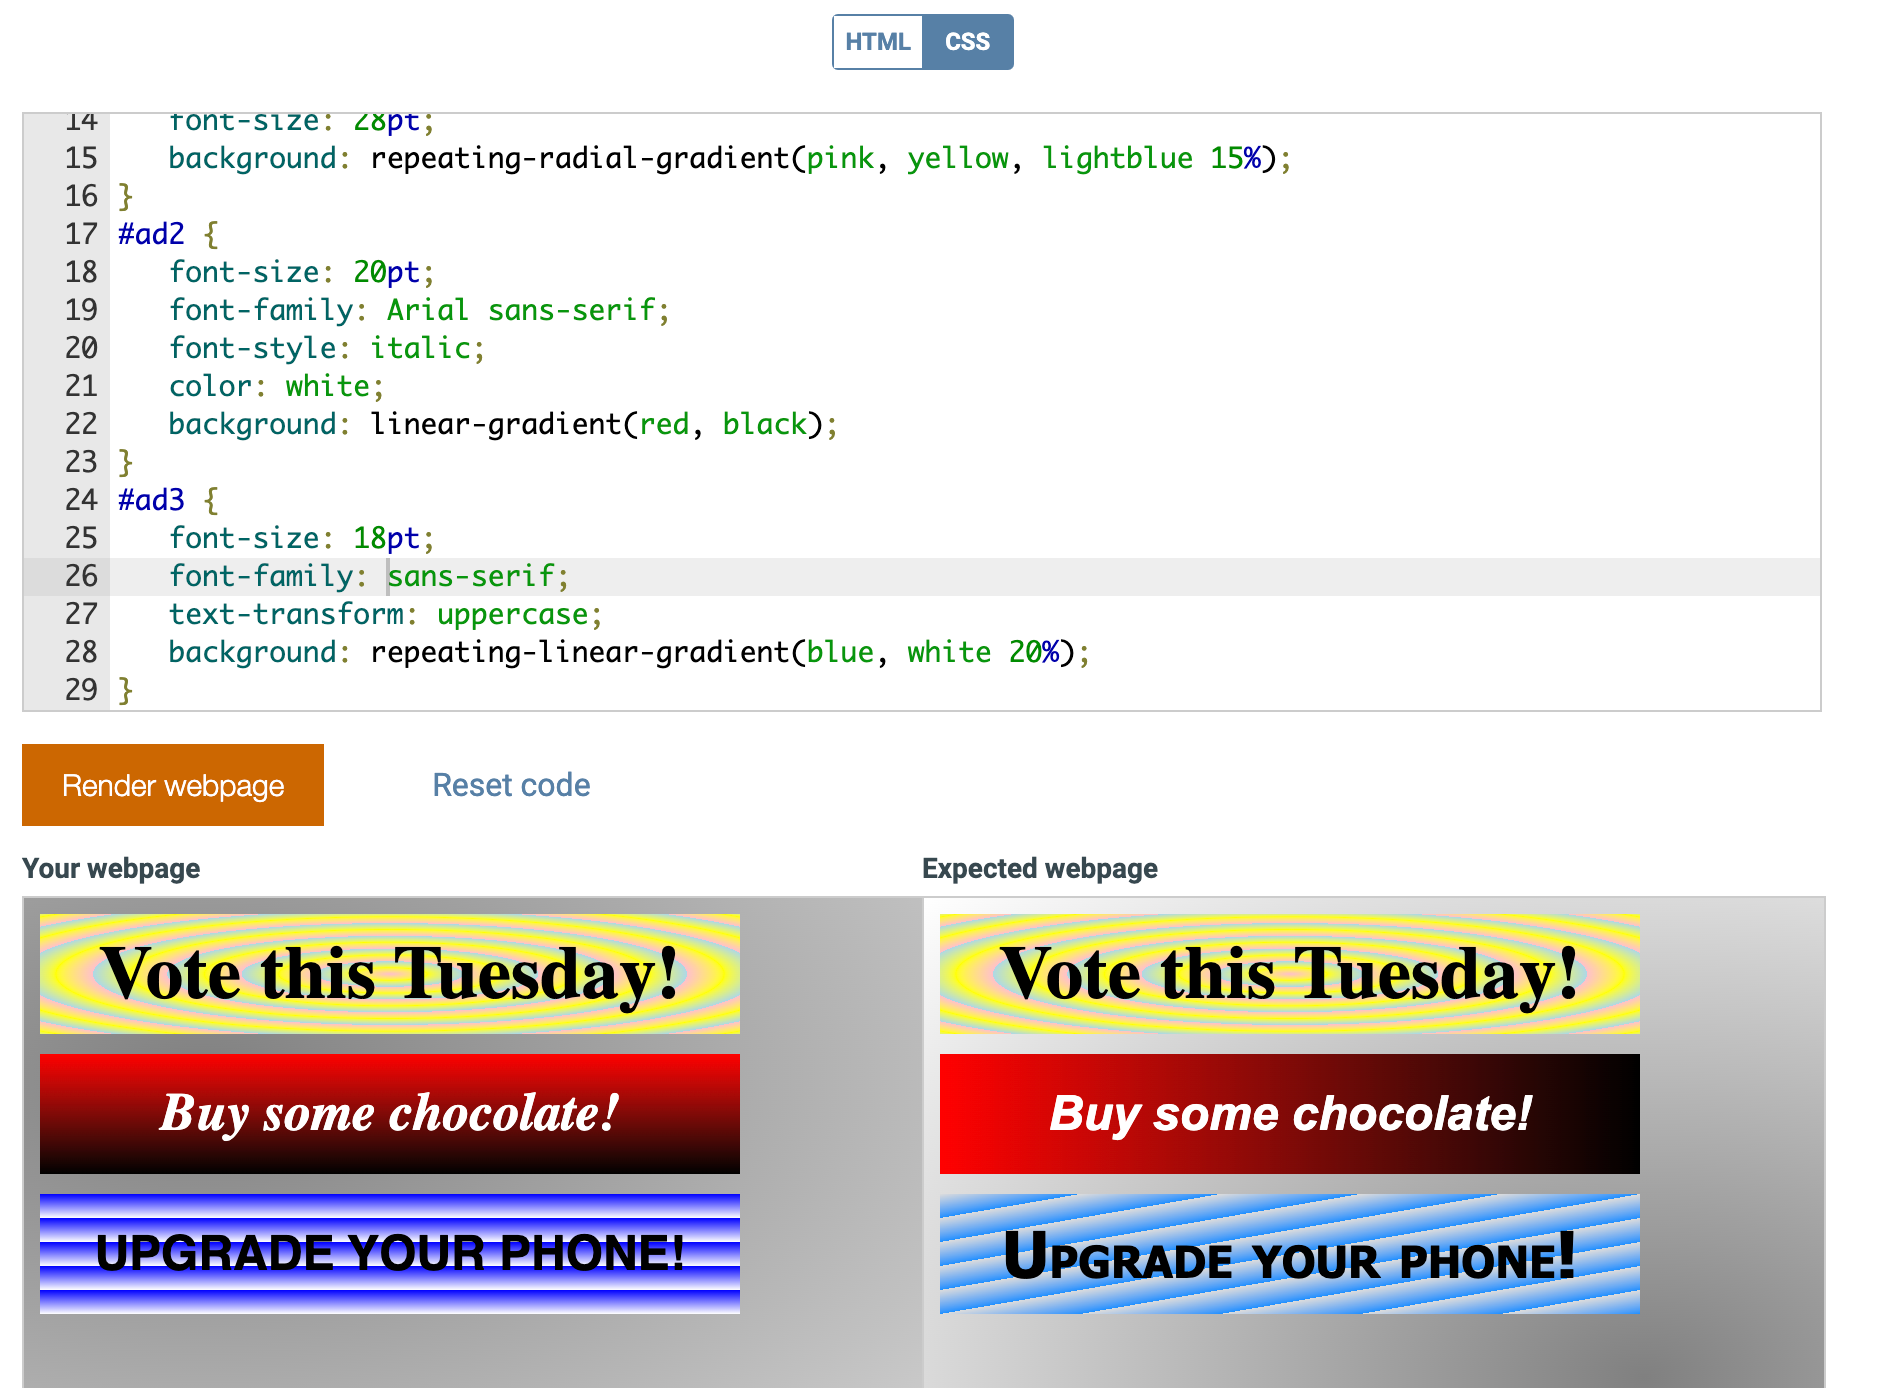 HTML CSS
14 font-size: 28pt;
15 background: repeating-radial-gradient(pink, yellow, lightblue 15%);
16 }
17 #ad2 {
18 font-size: 20pt;
19 font-family: Arial sans-serif;
20 font-style: italic;
21 color: white;
22 background: linear-gradient(red, black);
23 }
24 #ad3 {
25 font-size: 18pt;
26 font-family: sans-serif;
27 text-transform: uppercase;
28 background: repeating-linear-gradient(blue, white 20%);
29 }
Render webpage Reset code
Your webpage Expected webpage
Vote this Tuesday! Vote this Tuesday!
Buy some chocolate! Buy some chocolate!
UPGRADE YOUR PHONE! UPGRADE YOUR PHONE!